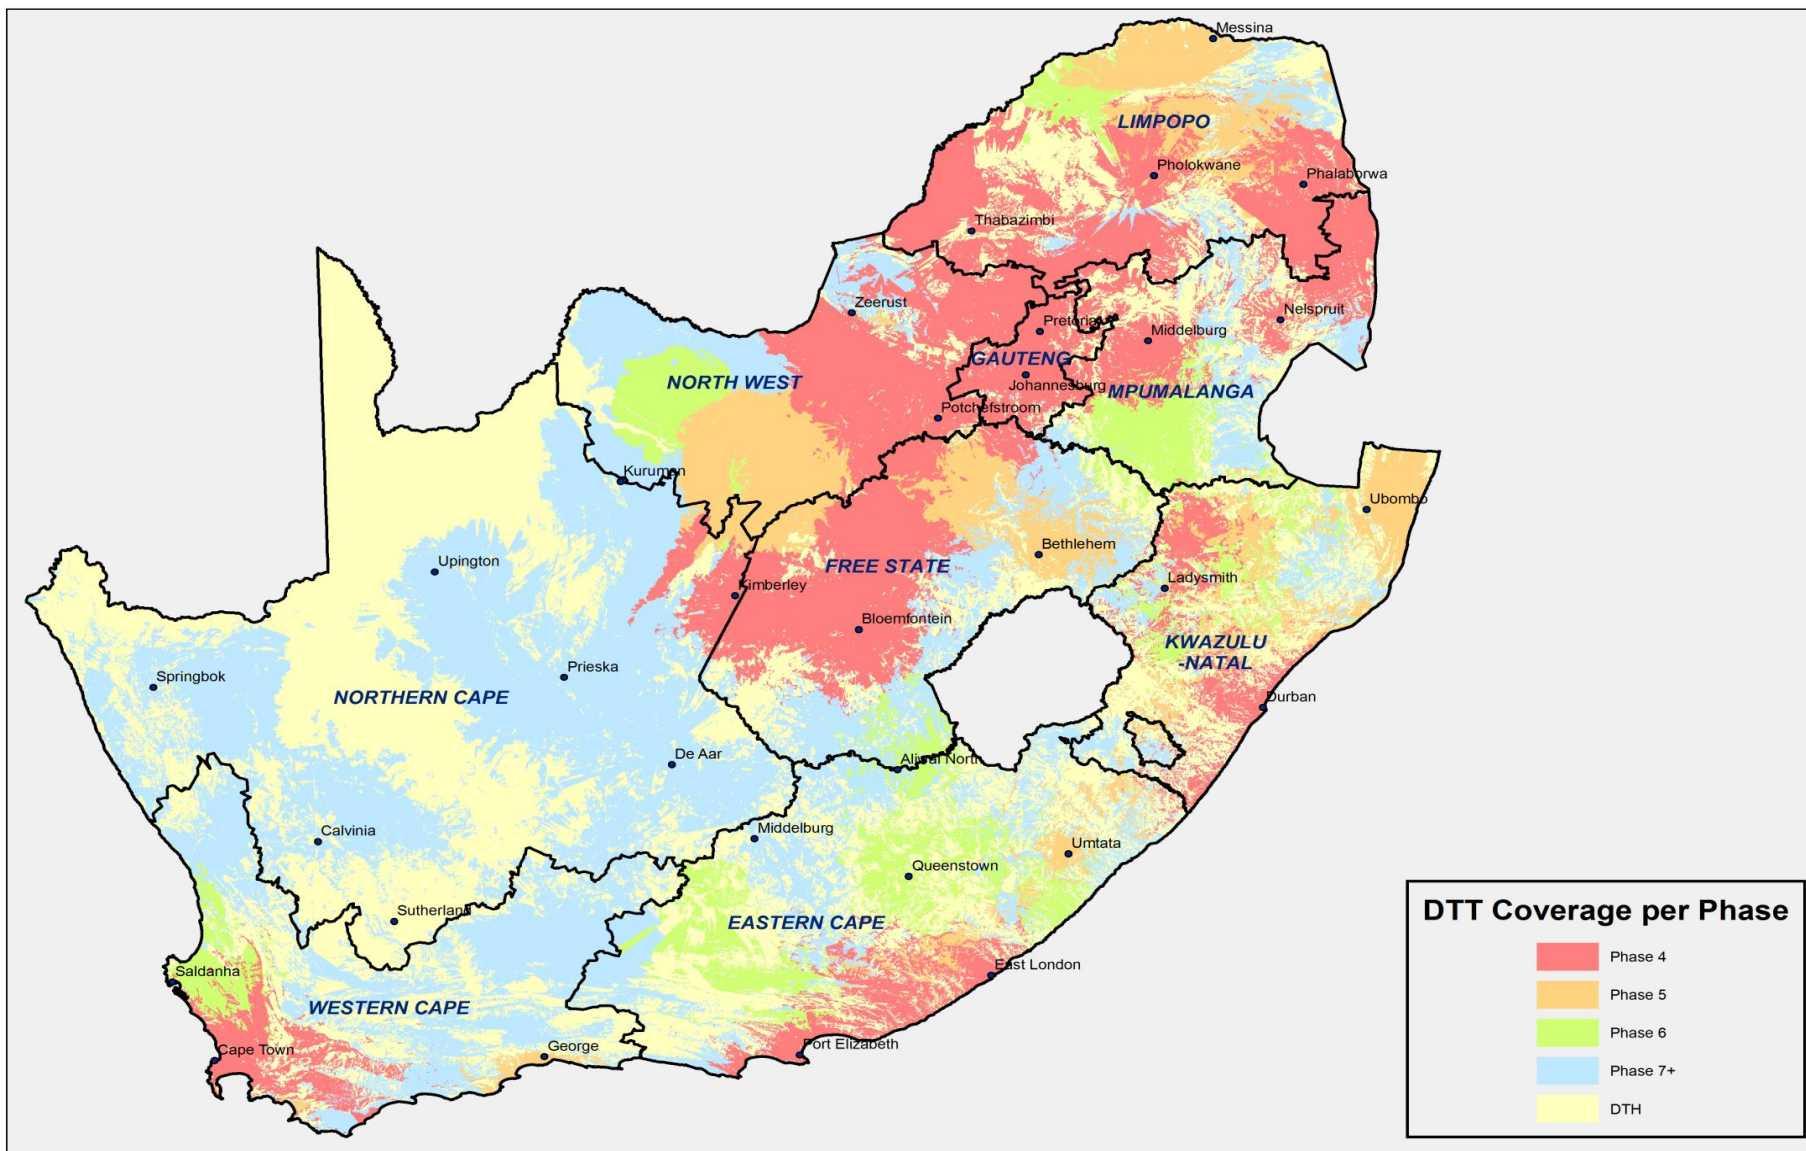 Messina
LIMPOPO
Pholokwane
Phalaborwa
Thabazimbi
Zeerust
Nelspruit
Pretoria
Middelburg
GAUTENG
NORTH WEST
Johannesburg
MPUMALANGA
Potchefstroom
Kuruman
Ubombo
Bethlehem
Upington
FREE STATE
Ladysmith
Kimberley
Bloemfontein
KWAZULU
-NATAL
Prieska
Springbok
NORTHERN CAPE
Durban
De Aar
Aliwal North
Calvinia
Middelburg
Umtata
Queenstown
Sutherland
EASTERN CAPE
Saldanha
East London
WESTERN CAPE
Cape Town
George
Port Elizabeth
DTT Coverage per Phase
Phase 4
Phase 5
Phase 6
Phase 7+
DTH